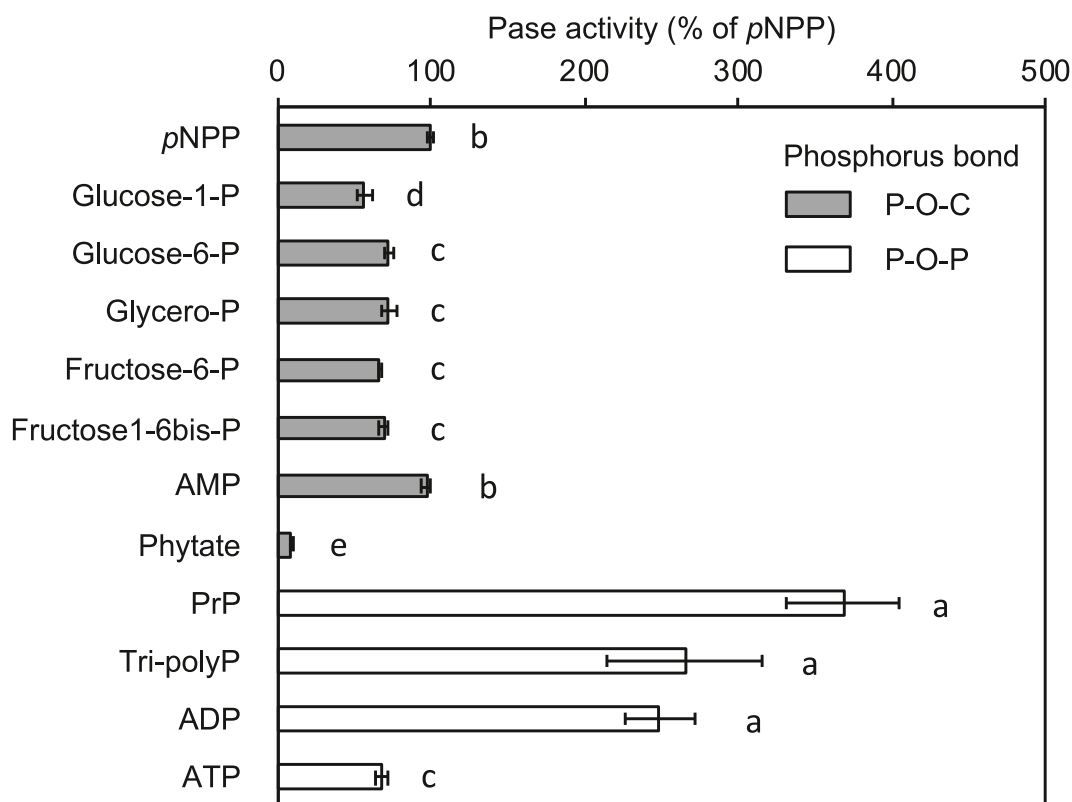 Pase activity (% of pNPP)
0 100 200 300 400 500
pNPP b
Phosphorus bond
Glucose-1-P d P-O-C
Glucose-6-P c P-O-P
Glycero-P c
Fructose-6-P c
Fructose1-6bis-P c
AMP b
Phytate e
PrP a
Tri-polyP a
ADP a
ATP c